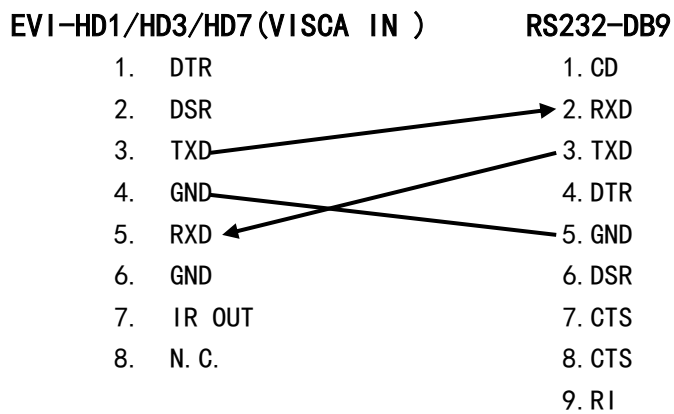 EVI-HD1/HD3/HD7(VISCA IN ) RS232-DB9
1. DTR 1. CD
2. DSR 2. RXD
3. TXD 3. TXD
4. GND 4. DTR
5. RXD 5. GND
6. GND 6. DSR
7. IR OUT 7. CTS
8. N.C. 8. CTS
9. RI